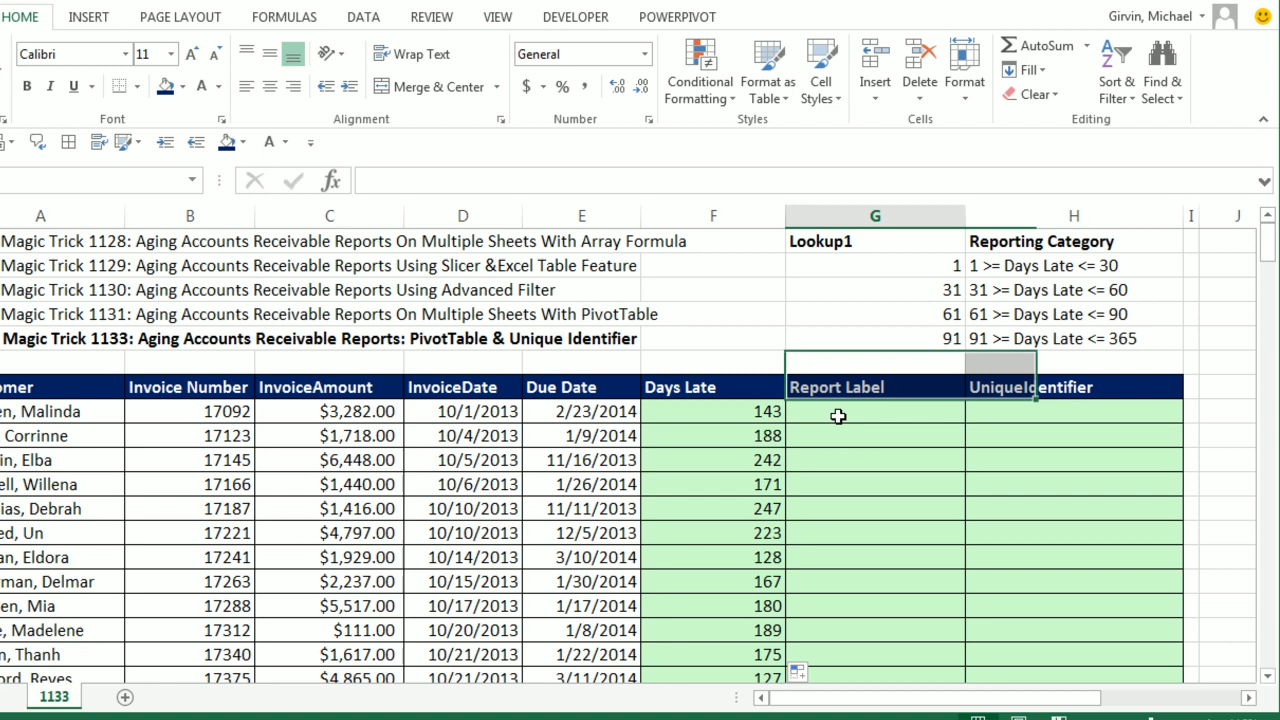 HOME INSERT PAGE LAYOUT FORMULAS DATA REVIEW VIEW DEVELOPER POWERPIVOT Girvin, Michael
Calibri 11 Wrap Text General AutoSum
B I U Merge & Center $ % , Conditional Formatting Format as Table Cell Styles Insert Delete Format Fill Clear Sort & Filter Find & Select
Font Alignment Number Styles Cells Editing
A
fx
A B C D E F G H I J
Magic Trick 1128: Aging Accounts Receivable Reports On Multiple Sheets With Array Formula Lookup1 Reporting Category
Magic Trick 1129: Aging Accounts Receivable Reports Using Slicer &Excel Table Feature 1 1 >= Days Late <= 30
Magic Trick 1130: Aging Accounts Receivable Reports Using Advanced Filter 31 31 >= Days Late <= 60
Magic Trick 1131: Aging Accounts Receivable Reports On Multiple Sheets With PivotTable 61 61 >= Days Late <= 90
Magic Trick 1133: Aging Accounts Receivable Reports: PivotTable & Unique Identifier 91 91 >= Days Late <= 365
omer Invoice Number InvoiceAmount InvoiceDate Due Date Days Late Report Label UniqueIdentifier
en, Malinda 17092 $3,282.00 10/1/2013 2/23/2014 143
Corrinne 17123 $1,718.00 10/4/2013 1/9/2014 188
in, Elba 17145 $6,448.00 10/5/2013 11/16/2013 242
ell, Willena 17166 $1,440.00 10/6/2013 1/26/2014 171
ias, Debrah 17187 $1,416.00 10/10/2013 11/11/2013 247
ed, Un 17221 $4,797.00 10/10/2013 12/5/2013 223
an, Eldora 17241 $1,929.00 10/14/2013 3/10/2014 128
rman, Delmar 17263 $2,237.00 10/15/2013 1/30/2014 167
en, Mia 17288 $5,517.00 10/17/2013 1/17/2014 180
e, Madelene 17312 $111.00 10/20/2013 1/8/2014 189
n, Thanh 17340 $1,617.00 10/21/2013 1/22/2014 175
ord, Reyes 17375 $4,865.00 10/21/2013 3/11/2014 127
1133